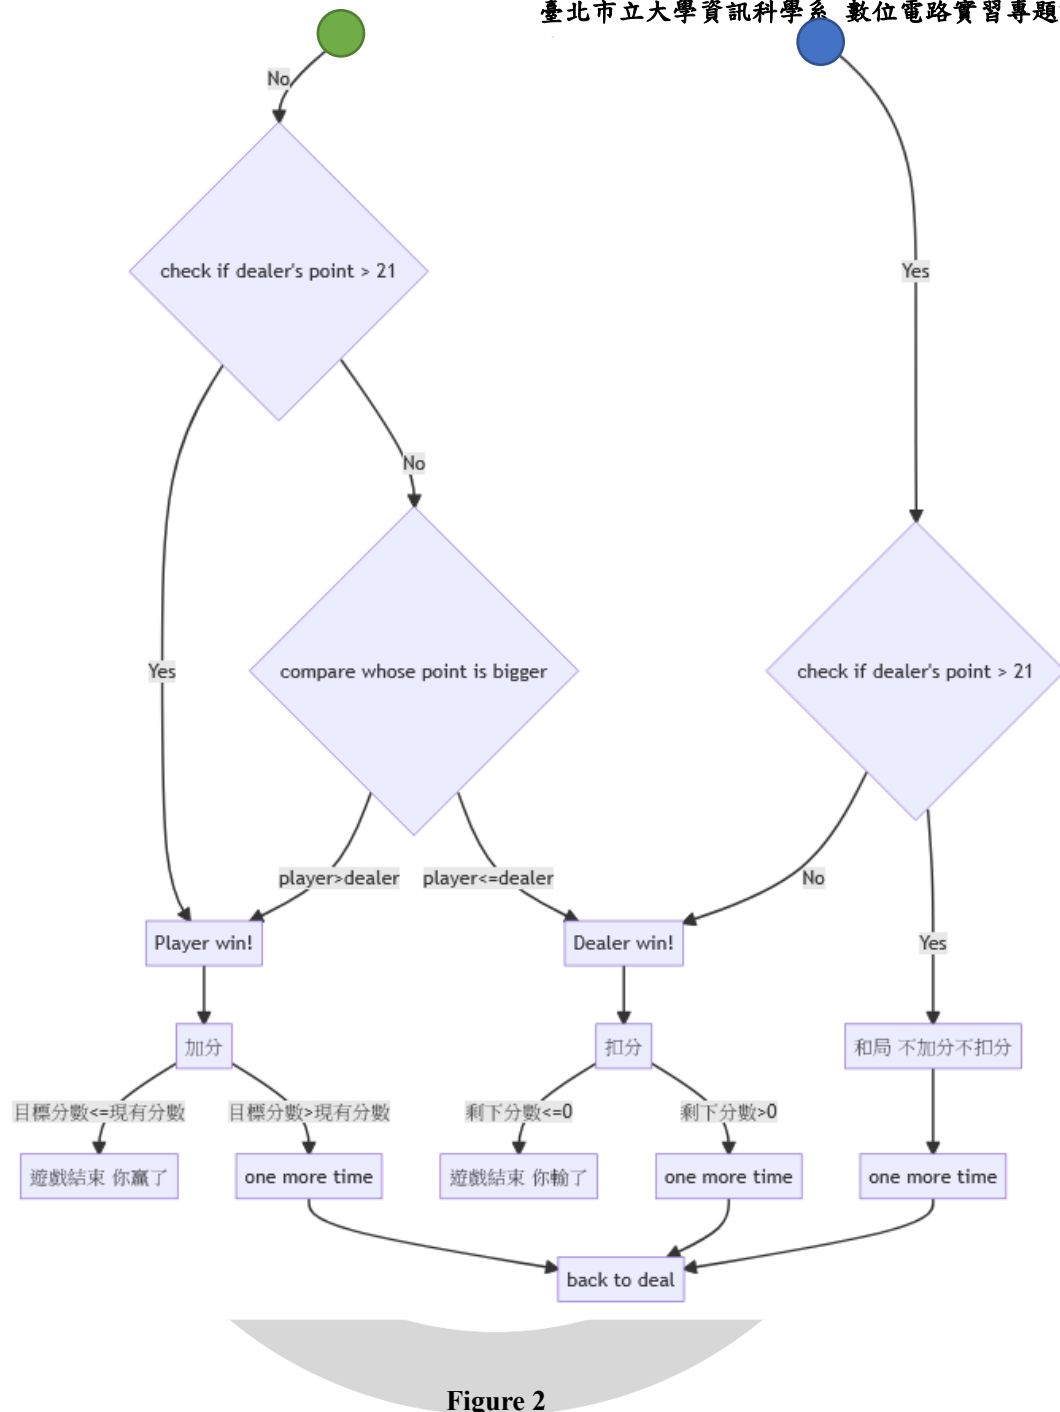 臺北市立大學資訊科學系 數位電路實習專題
No
check if dealer's point > 21
Yes
No
Yes
compare whose point is bigger
check if dealer's point > 21
player>dealer
player<=dealer
No
Player win!
Dealer win!
Yes
加分
扣分
和局 不加分不扣分
目標分數<=現有分數
目標分數>現有分數
剩下分數<=0
剩下分數>0
遊戲結束 你贏了
one more time
遊戲結束 你輸了
one more time
one more time
back to deal
Figure 2